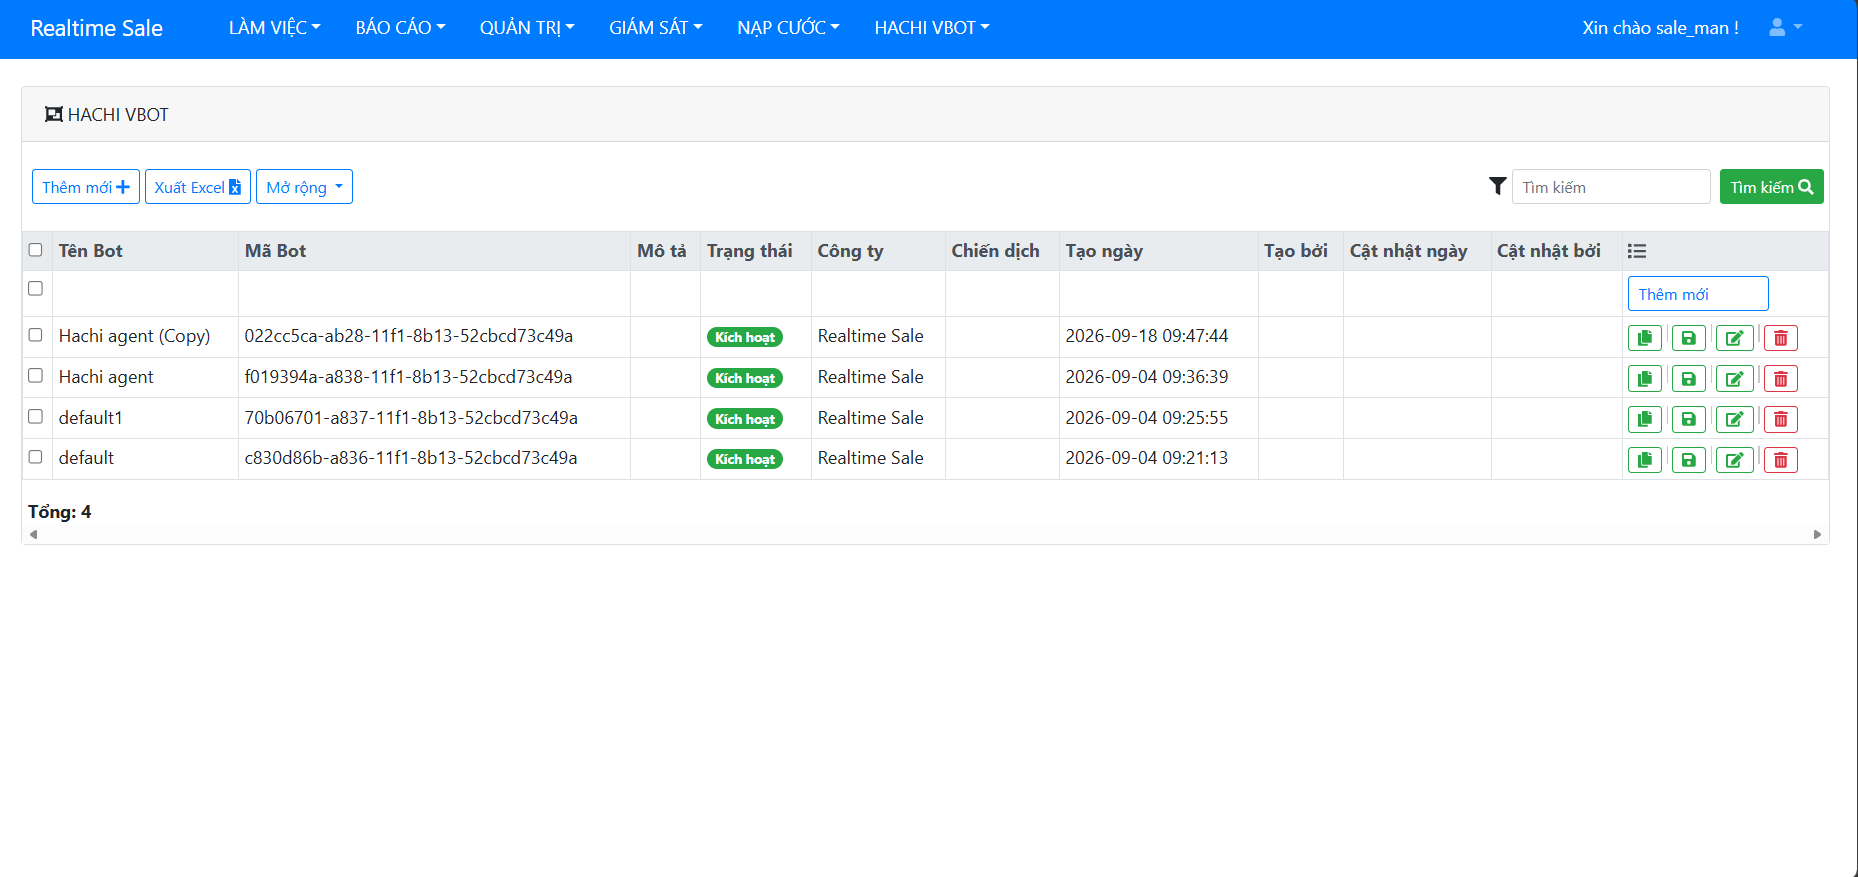 Realtime Sale LÀM VIỆC BÁO CÁO QUẢN TRỊ GIÁM SÁT NẠP CƯỚC HACHI VBOT Xin chào sale_man !
HACHI VBOT
Thêm mới Xuất Excel Mở rộng Tìm kiếm Tìm kiếm
Tên Bot Mã Bot Mô tả Trạng thái Công ty Chiến dịch Tạo ngày Tạo bởi Cật nhật ngày Cật nhật bởi
Thêm mới
Hachi agent (Copy) 022cc5ca-ab28-11f1-8b13-52cbcd73c49a Kích hoạt Realtime Sale 2026-09-18 09:47:44
Hachi agent f019394a-a838-11f1-8b13-52cbcd73c49a Kích hoạt Realtime Sale 2026-09-04 09:36:39
default1 70b06701-a837-11f1-8b13-52cbcd73c49a Kích hoạt Realtime Sale 2026-09-04 09:25:55
default c830d86b-a836-11f1-8b13-52cbcd73c49a Kích hoạt Realtime Sale 2026-09-04 09:21:13
Tổng: 4